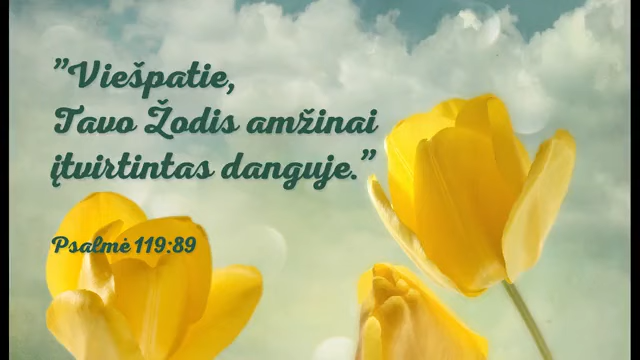 "Viešpatie,
Tavo Žodis amžinai
įtvirtintas danguje."
Psalmė 119:89